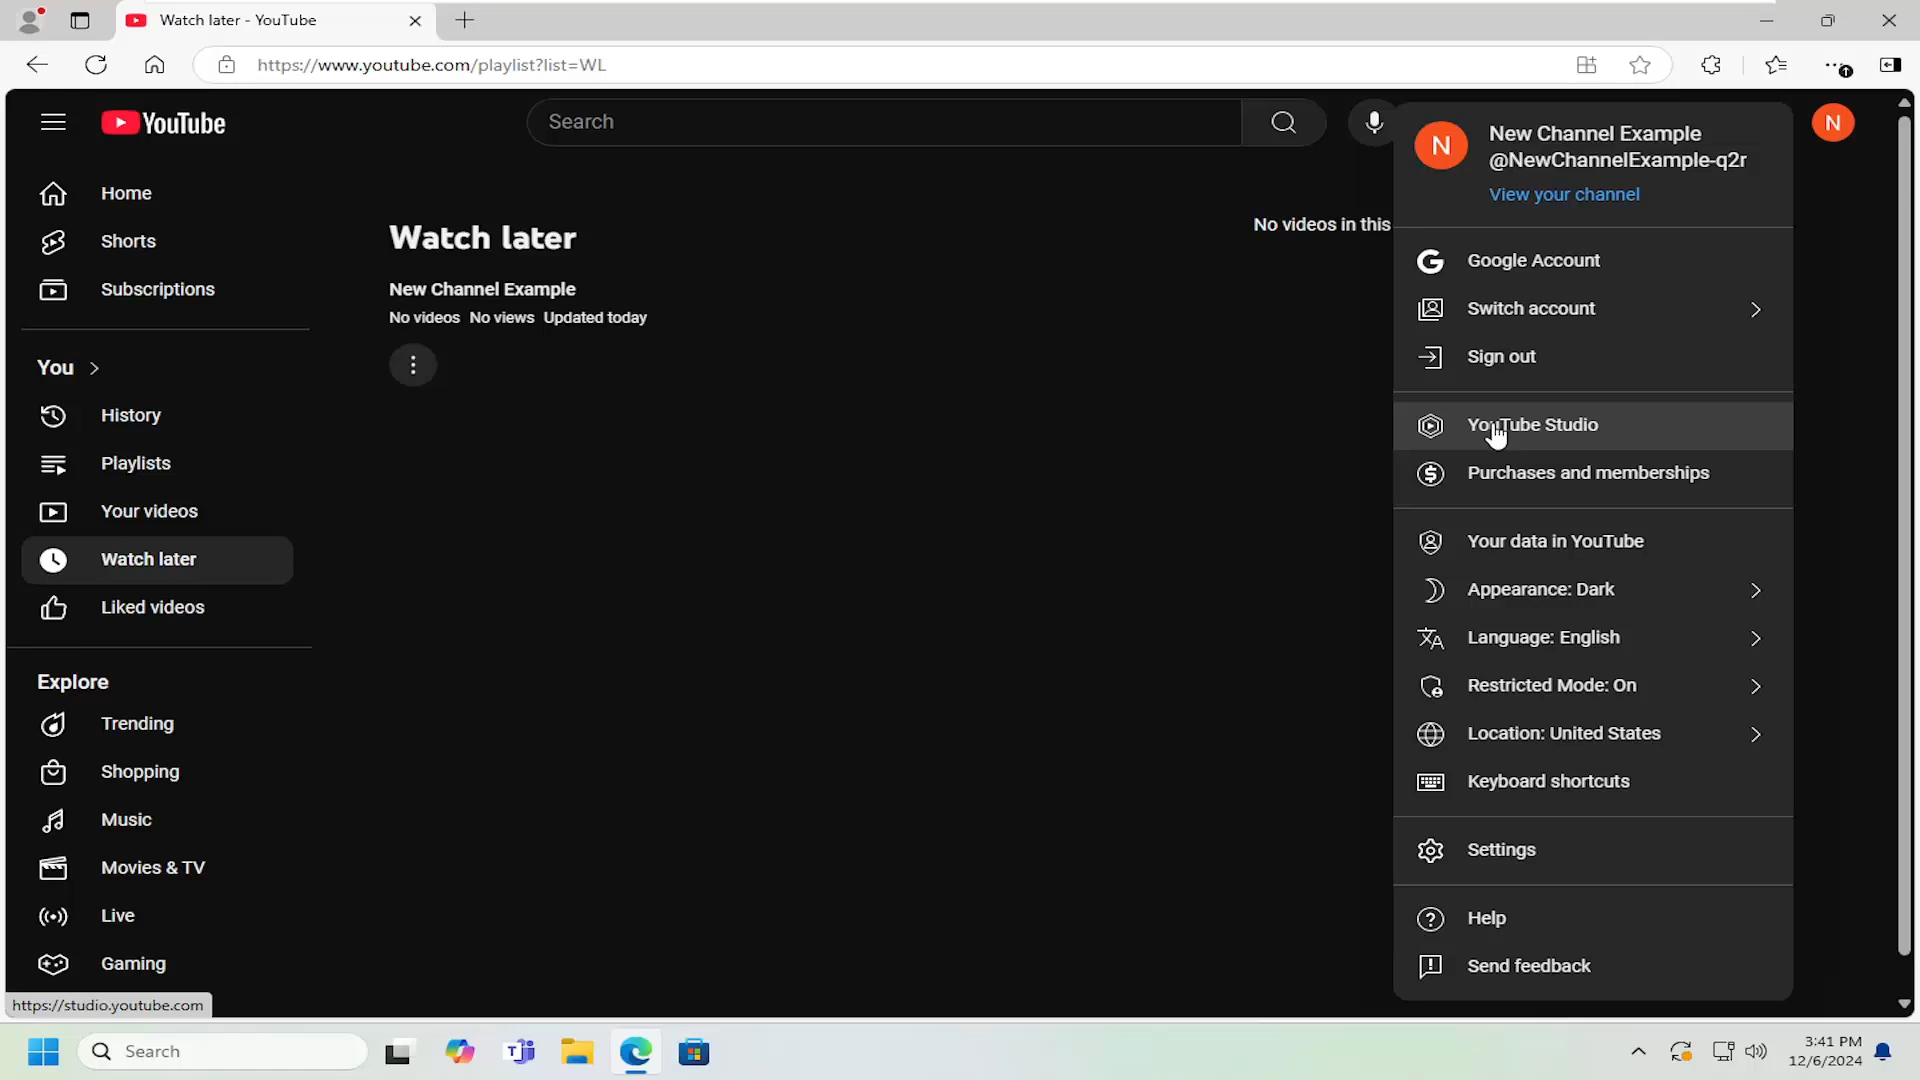 Watch later - YouTube
https://www.youtube.com/playlist?list=WL
YouTube
Search
N
New Channel Example
@NewChannelExample-q2r
View your channel
N
Home
Shorts
Subscriptions
You
History
Playlists
Your videos
Watch later
Liked videos
Explore
Trending
Shopping
Music
Movies & TV
Live
Gaming
Watch later
New Channel Example
No videos No views Updated today
No videos in this
Google Account
Switch account
Sign out
YouTube Studio
Purchases and memberships
Your data in YouTube
Appearance: Dark
Language: English
Restricted Mode: On
Location: United States
Keyboard shortcuts
Settings
Help
Send feedback
https://studio.youtube.com
Search
3:41 PM
12/6/2024